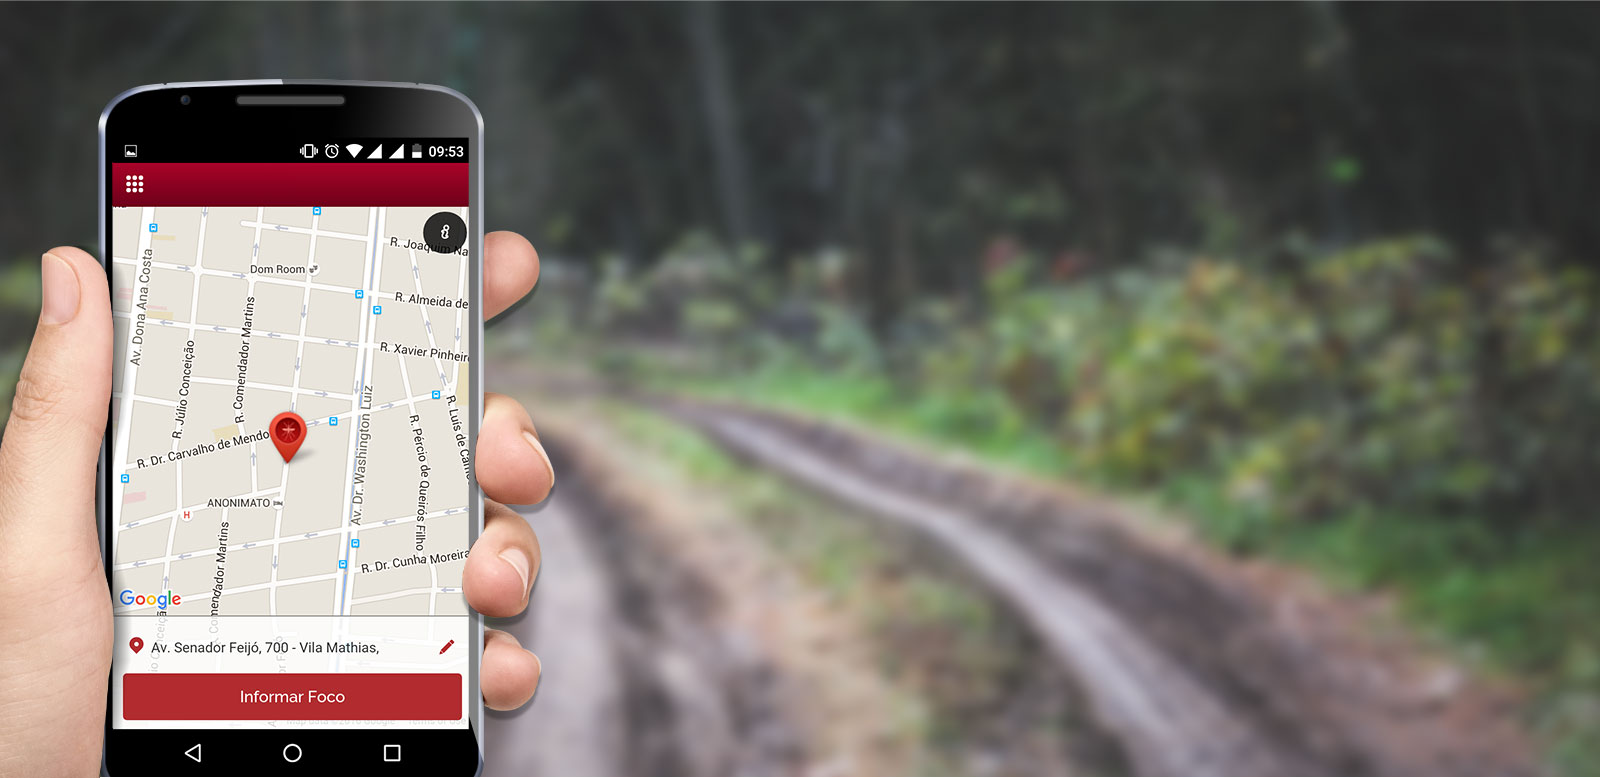 09:53
R. Joaquim Na
Dom Room
R. Almeida de
Av. Dona Ana Costa
R. Comendador Martins
R. Xavier Pinheiro
R. Júlio Conceição
Av. Dr. Washington Luiz
R. Luís de Camõ
R. Dr. Carvalho de Mendo
R. Pércio de Queirós Filho
ANONIMATO
H
R. Comendador Martins
R. Dr. Cunha Moreira
Google
Av. Senador Feijó, 700 - Vila Mathias,
Informar Foco